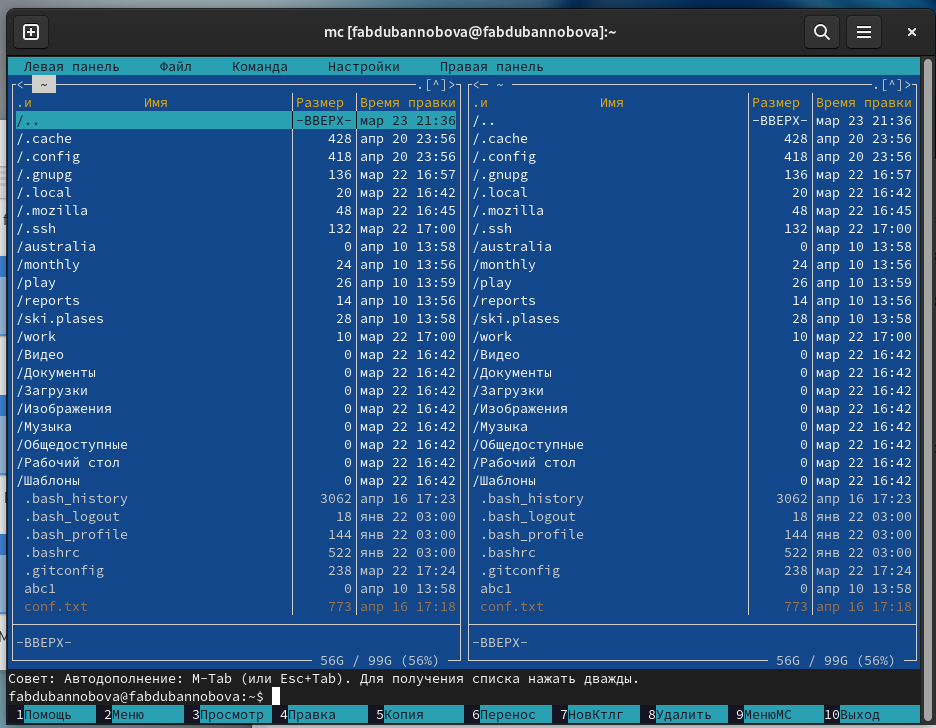 mc [fabdubannobova@fabdubannobova]:~
Левая панель Файл Команда Настройки Правая панель
<─ ~ .[^]> <─ ~ .[^]>
.и Имя Размер Время правки .и Имя Размер Время правки
/.. -ВВЕРХ- мар 23 21:36 /.. -ВВЕРХ- мар 23 21:36
/.cache 428 апр 20 23:56 /.cache 428 апр 20 23:56
/.config 418 апр 20 23:56 /.config 418 апр 20 23:56
/.gnupg 136 мар 22 16:57 /.gnupg 136 мар 22 16:57
/.local 20 мар 22 16:42 /.local 20 мар 22 16:42
/.mozilla 48 мар 22 16:45 /.mozilla 48 мар 22 16:45
/.ssh 132 мар 22 17:00 /.ssh 132 мар 22 17:00
/australia 0 апр 10 13:58 /australia 0 апр 10 13:58
/monthly 24 апр 10 13:56 /monthly 24 апр 10 13:56
/play 26 апр 10 13:59 /play 26 апр 10 13:59
/reports 14 апр 10 13:56 /reports 14 апр 10 13:56
/ski.plases 28 апр 10 13:58 /ski.plases 28 апр 10 13:58
/work 10 мар 22 17:00 /work 10 мар 22 17:00
/Видео 0 мар 22 16:42 /Видео 0 мар 22 16:42
/Документы 0 мар 22 16:42 /Документы 0 мар 22 16:42
/Загрузки 0 мар 22 16:42 /Загрузки 0 мар 22 16:42
/Изображения 0 мар 22 16:42 /Изображения 0 мар 22 16:42
/Музыка 0 мар 22 16:42 /Музыка 0 мар 22 16:42
/Общедоступные 0 мар 22 16:42 /Общедоступные 0 мар 22 16:42
/Рабочий стол 0 мар 22 16:42 /Рабочий стол 0 мар 22 16:42
/Шаблоны 0 мар 22 16:42 /Шаблоны 0 мар 22 16:42
.bash_history 3062 апр 16 17:23 .bash_history 3062 апр 16 17:23
.bash_logout 18 янв 22 03:00 .bash_logout 18 янв 22 03:00
.bash_profile 144 янв 22 03:00 .bash_profile 144 янв 22 03:00
.bashrc 522 янв 22 03:00 .bashrc 522 янв 22 03:00
.gitconfig 238 мар 22 17:24 .gitconfig 238 мар 22 17:24
abc1 0 апр 10 13:58 abc1 0 апр 10 13:58
conf.txt 773 апр 16 17:18 conf.txt 773 апр 16 17:18
-ВВЕРХ- -ВВЕРХ-
56G / 99G (56%) 56G / 99G (56%)
Совет: Автодополнение: M-Tab (или Esc+Tab). Для получения списка нажать дважды.
fabdubannobova@fabdubannobova:~$
1Помощь 2Меню 3Просмотр 4Правка 5Копия 6Перенос 7НовКтлг 8Удалить 9МенюMC 10Выход